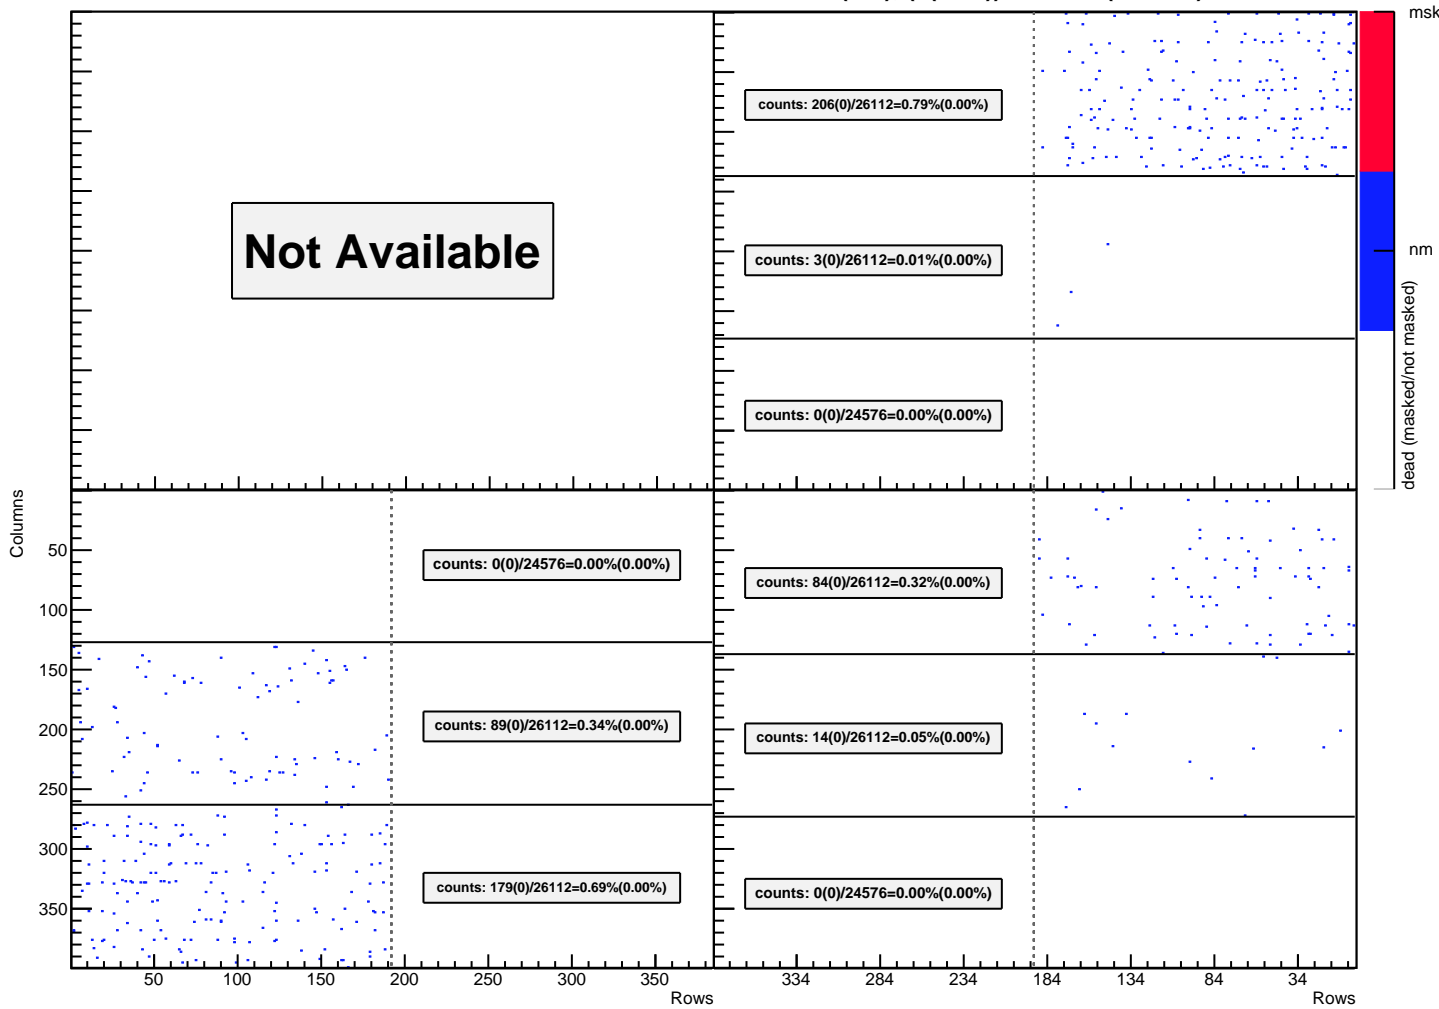 msk
counts: 206(0)/26112=0.79%(0.00%)
Not Available
nm
counts: 3(0)/26112=0.01%(0.00%)
dead (masked/not masked)
counts: 0(0)/24576=0.00%(0.00%)
Columns
50
100
150
200
250
300
350
counts: 0(0)/24576=0.00%(0.00%)
counts: 89(0)/26112=0.34%(0.00%)
counts: 179(0)/26112=0.69%(0.00%)
counts: 84(0)/26112=0.32%(0.00%)
counts: 14(0)/26112=0.05%(0.00%)
counts: 0(0)/24576=0.00%(0.00%)
50 100 150 200 250 300 350
Rows
334 284 234 184 134 84 34
Rows